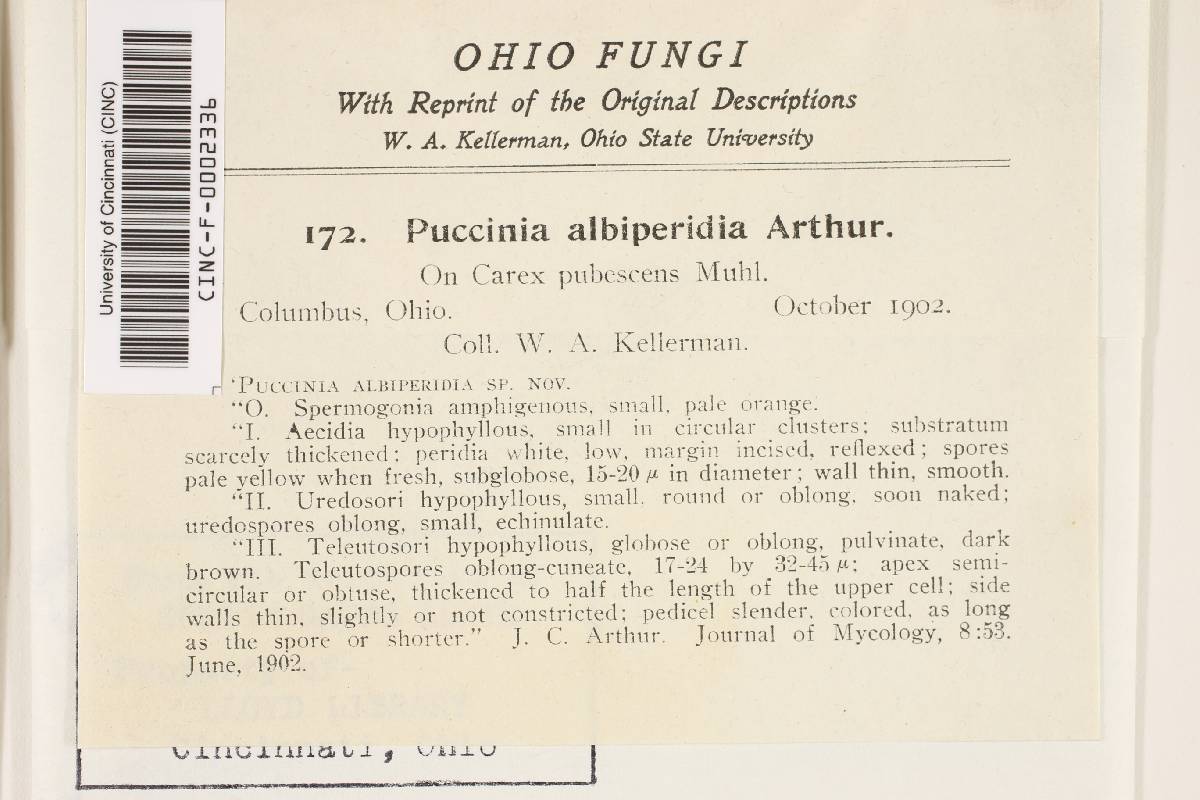 University of Cincinnati (CINC)
CINC-F-0002336
OHIO FUNGI
With Reprint of the Original Descriptions
W. A. Kellerman, Ohio State University
172. Puccinia albiperidia Arthur.
On Carex pubescens Muhl.
Columbus, Ohio. October 1902.
Coll. W. A. Kellerman.
‘PUCCINIA ALBIPERIDIA SP. NOV.
“O. Spermogonia amphigenous, small, pale orange.
“I. Aecidia hypophyllous, small in circular clusters; substratum
scarcely thickened; peridia white, low, margin incised, reflexed; spores
pale yellow when fresh, subglobose, 15-20 µ in diameter; wall thin, smooth.
“II. Uredosori hypophyllous, small, round or oblong, soon naked;
uredospores oblong, small, echinulate.
“III. Teleutosori hypophyllous, globose or oblong, pulvinate, dark
brown. Teleutospores oblong-cuneate, 17-24 by 32-45 µ; apex semi-
circular or obtuse, thickened to half the length of the upper cell; side
walls thin, slightly or not constricted; pedicel slender, colored, as long
as the spore or shorter.” J. C. Arthur. Journal of Mycology, 8:53.
June, 1902.
LLOYD LIBRARY
Cincinnati, Ohio